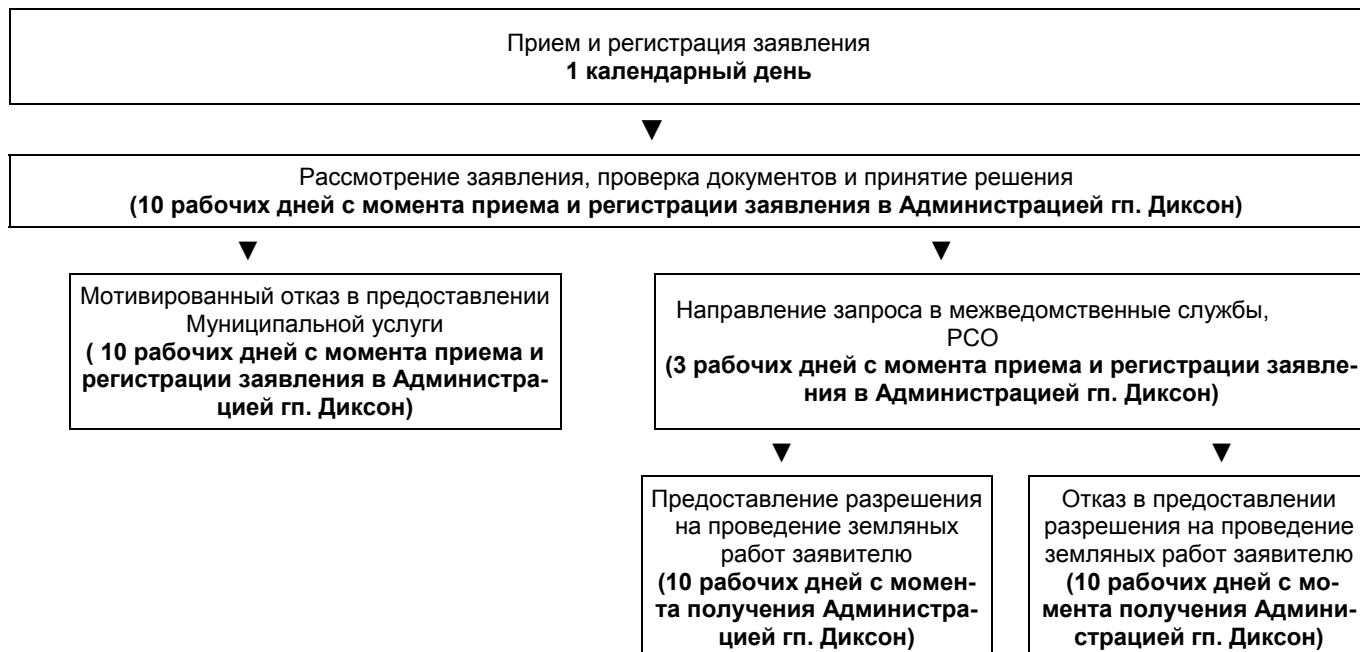 Прием и регистрация заявления
1 календарный день
▼
Рассмотрение заявления, проверка документов и принятие решения
(10 рабочих дней с момента приема и регистрации заявления в Администрацией гп. Диксон)
▼
▼
Мотивированный отказ в предоставлении
Муниципальной услуги
( 10 рабочих дней с момента приема и
регистрации заявления в Администра-
цией гп. Диксон)
Направление запроса в межведомственные службы,
РСО
(3 рабочих дней с момента приема и регистрации заявле-
ния в Администрацией гп. Диксон)
▼
▼
Предоставление разрешения
на проведение земляных
работ заявителю
(10 рабочих дней с момен-
та получения Администра-
цией гп. Диксон)
Отказ в предоставлении
разрешения на проведение
земляных работ заявителю
(10 рабочих дней с мо-
мента получения Админи-
страцией гп. Диксон)